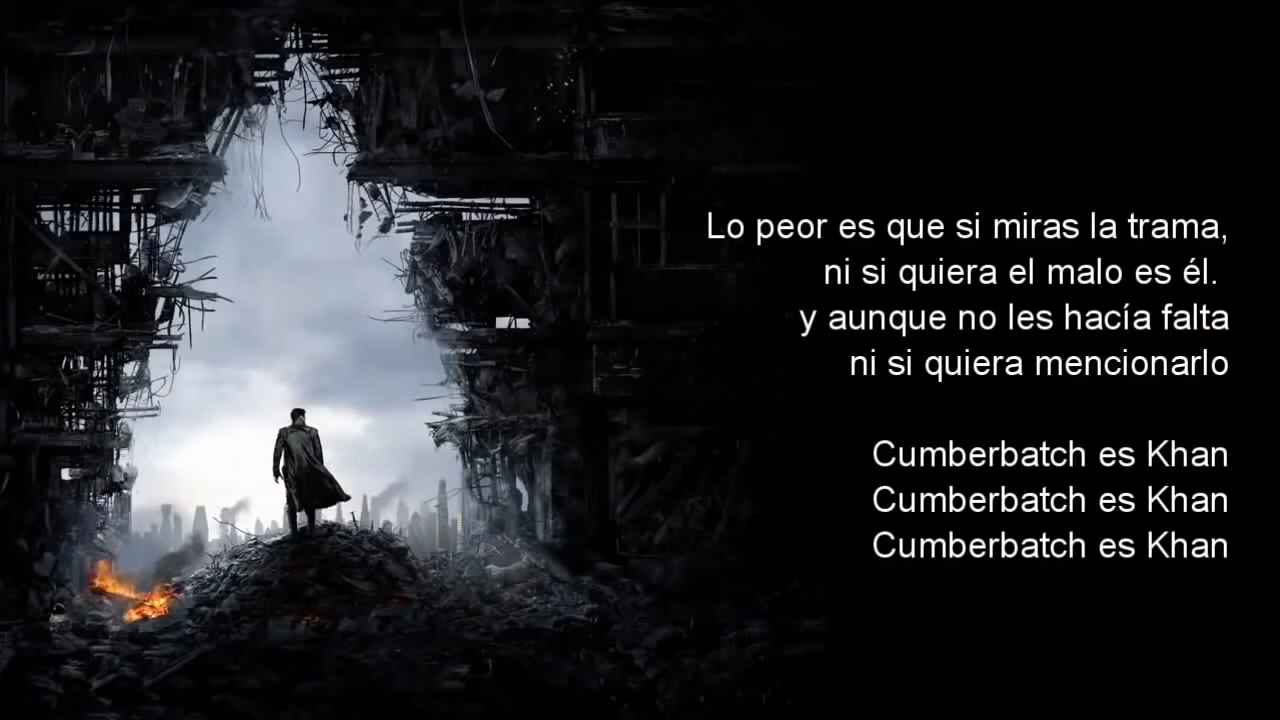 Lo peor es que si miras la trama,
ni si quiera el malo es él.
y aunque no les hacía falta
ni si quiera mencionarlo
Cumberbatch es Khan
Cumberbatch es Khan
Cumberbatch es Khan